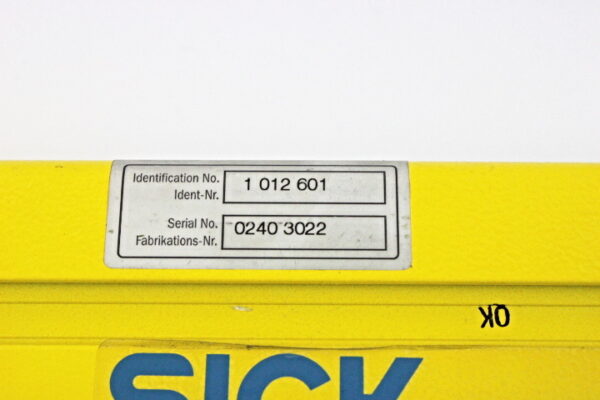 Identification No.
Ident-Nr.
1 012 601
Serial No.
Fabrikations-Nr.
0240 3022
OK
SICK